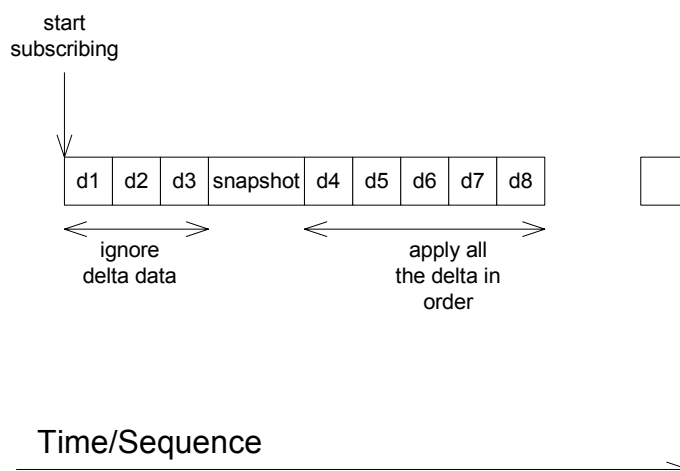 start
subscribing
d1 d2 d3 snapshot d4 d5 d6 d7 d8
ignore
delta data
apply all
the delta in
order
Time/Sequence